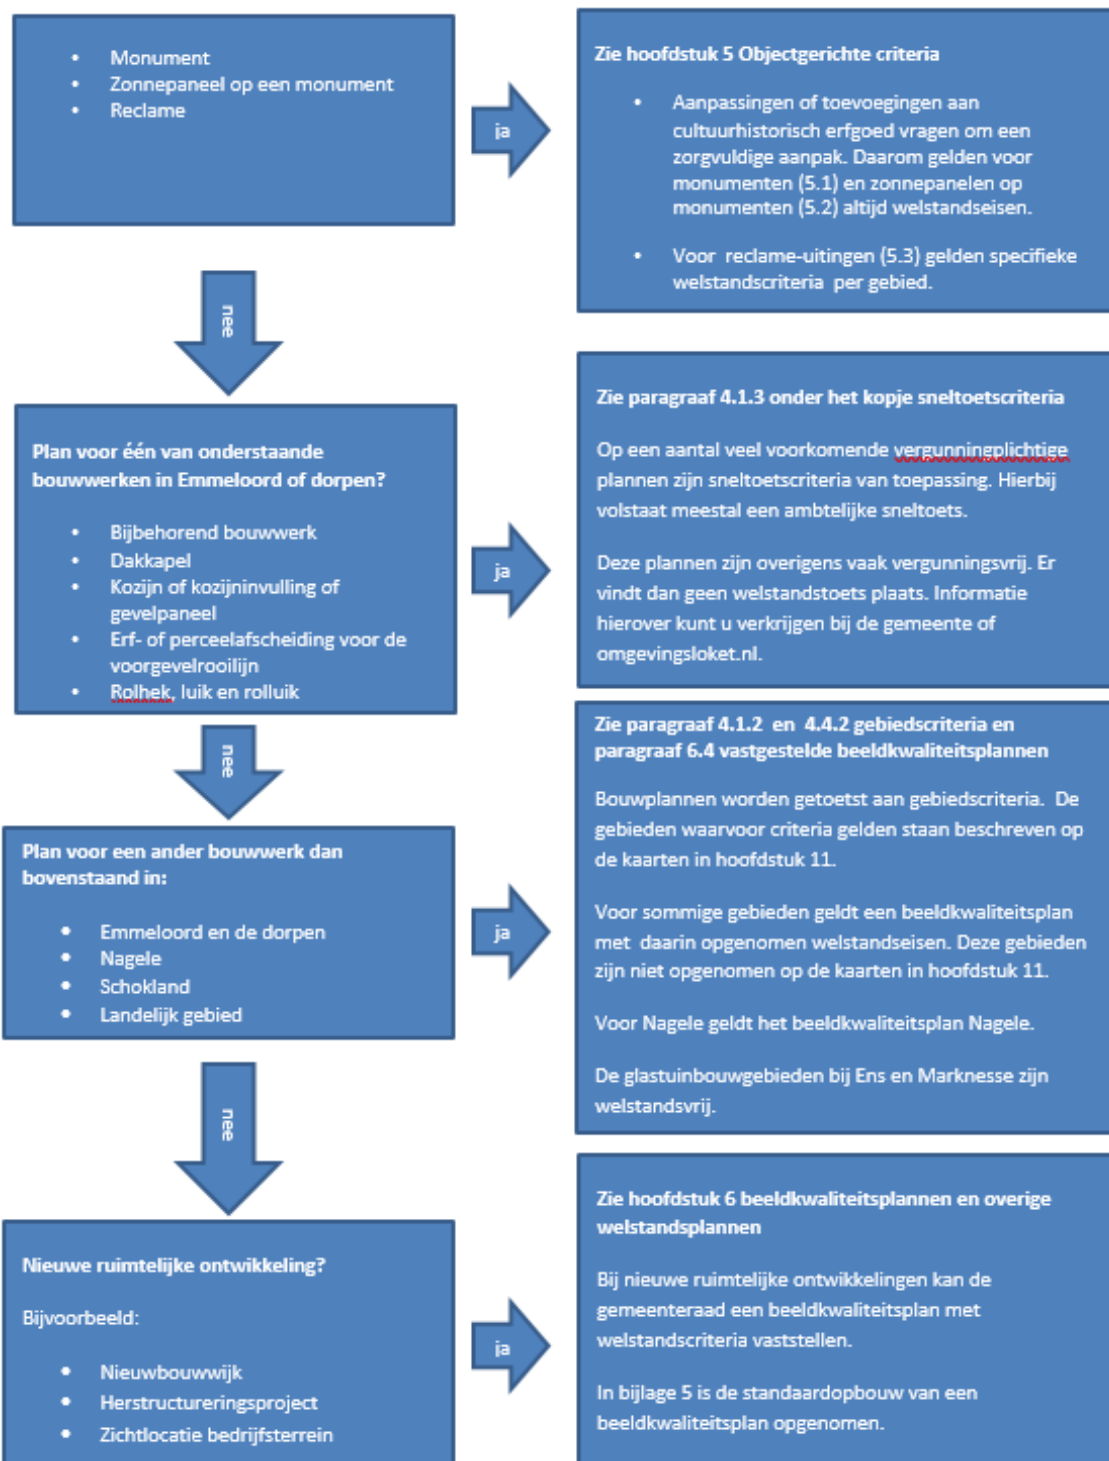 • Monument
• Zonnepaneel op een monument
• Reclame
ja
Zie hoofdstuk 5 Objectgerichte criteria
• Aanpassingen of toevoegingen aan
cultuurhistorisch erfgoed vragen om een
zorgvuldige aanpak. Daarom gelden voor
monumenten (5.1) en zonnepanelen op
monumenten (5.2) altijd welstandseisen.
• Voor reclame-uitingen (5.3) gelden specifieke
welstandscriteria per gebied.
nee
Plan voor één van onderstaande
bouwwerken in Emmeloord of dorpen?
• Bijbehorend bouwwerk
• Dakkapel
• Kozijn of kozijninvulling of
gevelpaneel
• Erf- of perceelafscheiding voor de
voorgevelrooilijn
• Rolhek, luik en rolluik
ja
Zie paragraaf 4.1.3 onder het kopje sneltoetscriteria
Op een aantal veel voorkomende vergunningplichtige
plannen zijn sneltoetscriteria van toepassing. Hierbij
volstaat meestal een ambtelijke sneltoets.
Deze plannen zijn overigens vaak vergunningsvrij. Er
vindt dan geen welstandstoets plaats. Informatie
hierover kunt u verkrijgen bij de gemeente of
omgevingsloket.nl.
nee
Plan voor een ander bouwwerk dan
bovenstaand in:
• Emmeloord en de dorpen
• Nagele
• Schokland
• Landelijk gebied
ja
Zie paragraaf 4.1.2 en 4.4.2 gebiedscriteria en
paragraaf 6.4 vastgestelde beeldkwaliteitsplannen
Bouwplannen worden getoetst aan gebiedscriteria. De
gebieden waarvoor criteria gelden staan beschreven op
de kaarten in hoofdstuk 11.
Voor sommige gebieden geldt een beeldkwaliteitsplan
met daarin opgenomen welstandseisen. Deze gebieden
zijn niet opgenomen op de kaarten in hoofdstuk 11.
Voor Nagele geldt het beeldkwaliteitsplan Nagele.
De glastuinbouwgebieden bij Ens en Marknesse zijn
welstandsvrij.
nee
Nieuwe ruimtelijke ontwikkeling?
Bijvoorbeeld:
• Nieuwbouwwijk
• Herstructureringsproject
• Zichtlocatie bedrijfsterrein
ja
Zie hoofdstuk 6 beeldkwaliteitsplannen en overige
welstandsplannen
Bij nieuwe ruimtelijke ontwikkelingen kan de
gemeenteraad een beeldkwaliteitsplan met
welstandscriteria vaststellen.
In bijlage 5 is de standaardopbouw van een
beeldkwaliteitsplan opgenomen.